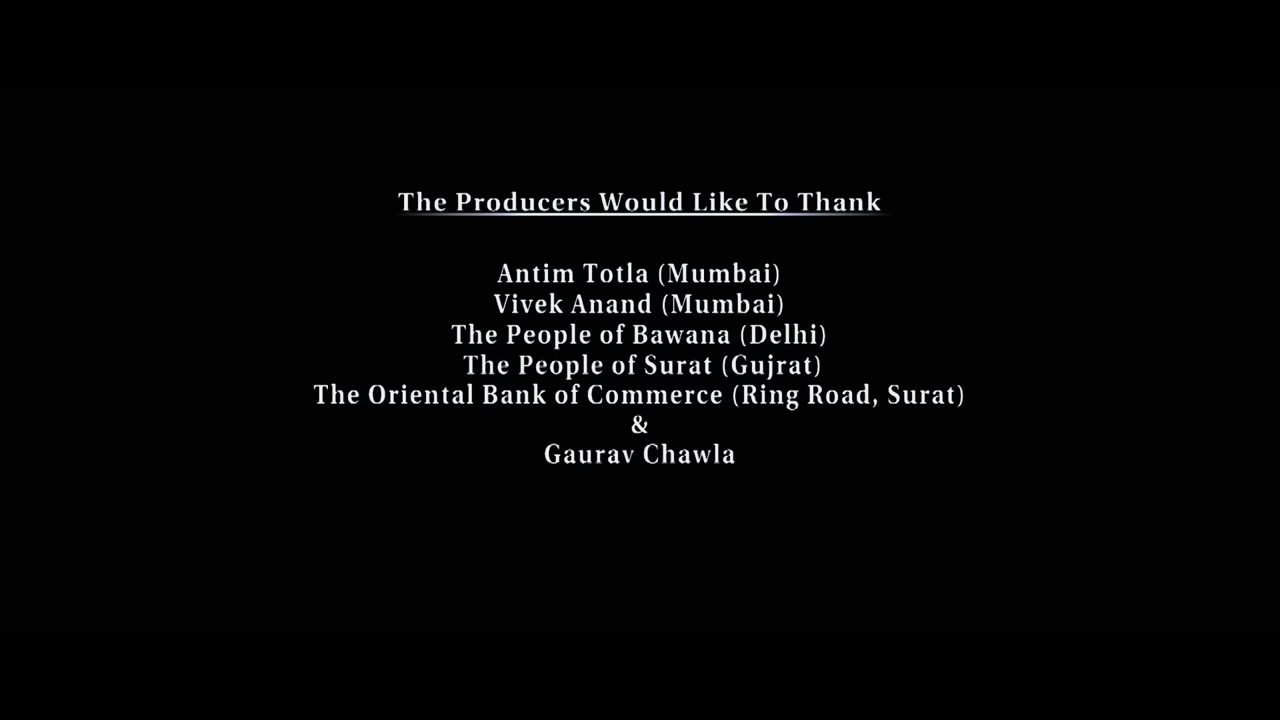 The Producers Would Like To Thank
Antim Totla (Mumbai)
Vivek Anand (Mumbai)
The People of Bawana (Delhi)
The People of Surat (Gujrat)
The Oriental Bank of Commerce (Ring Road, Surat)
&
Gaurav Chawla